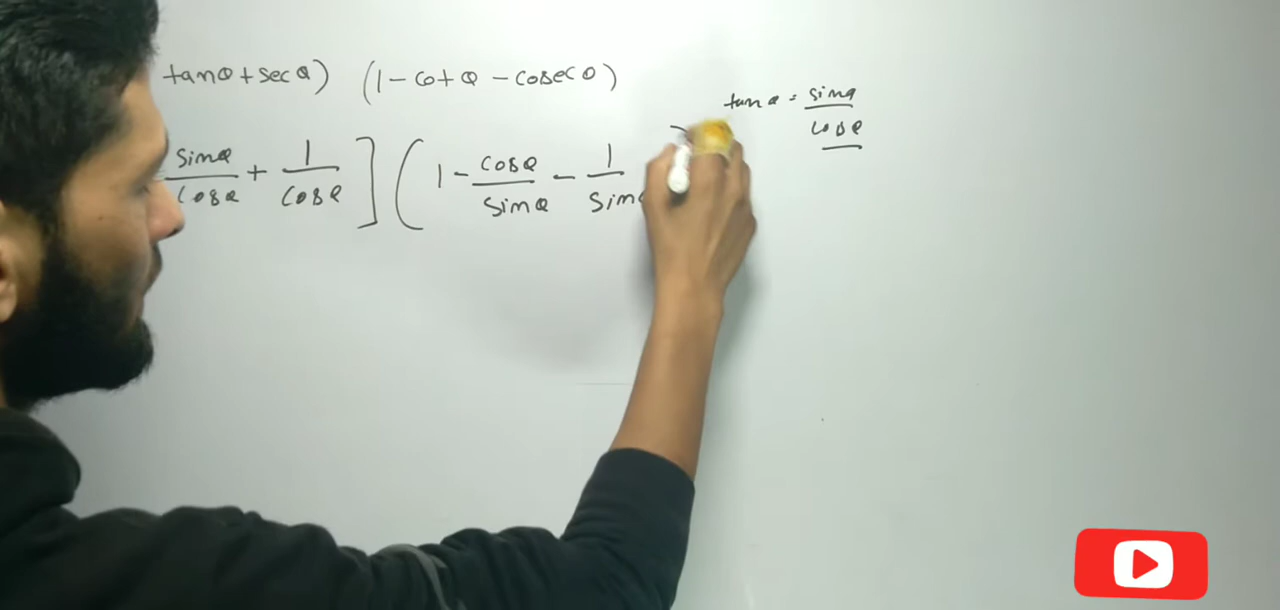 tanθ + secθ) (1 - cotθ - cosecθ)
tanθ = sinθ/cosθ
sinθ/cosθ + 1/cosθ ] ( 1 - cosθ/sinθ - 1/sin